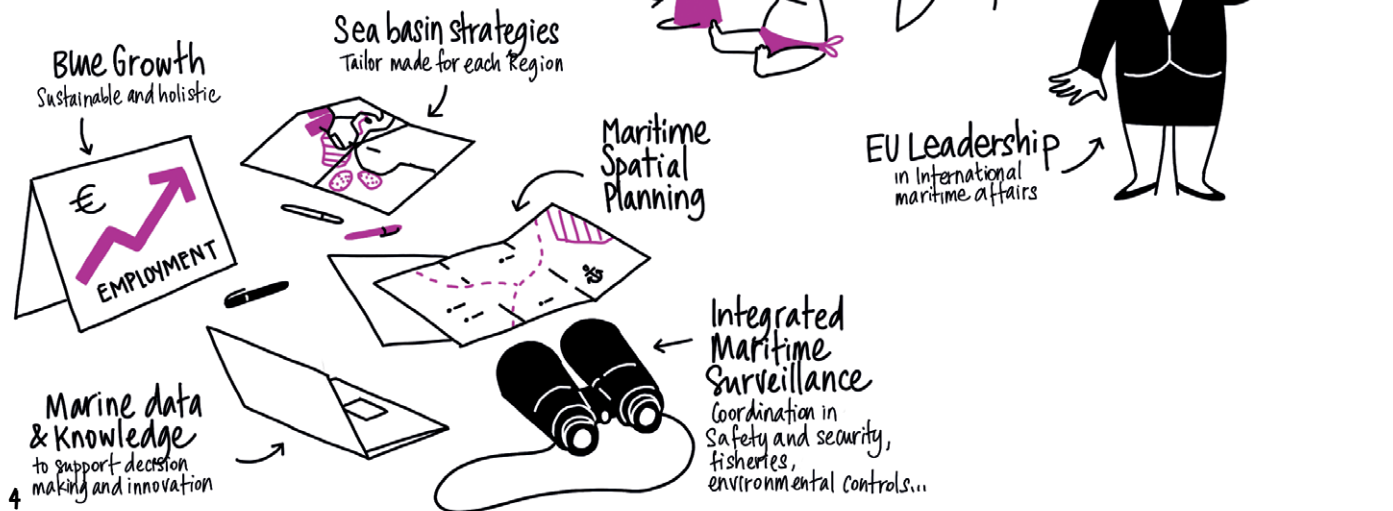 Sea basin strategies
Tailor made for each Region
Blue Growth
Sustainable and holistic
€
EMPLOYMENT
Maritime
Spatial
Planning
EU Leadership
in International
maritime affairs
Integrated
Maritime
Surveillance
Coordination in
Safety and security,
fisheries,
environmental controls...
Marine data
& Knowledge
to support decision
making and innovation
4